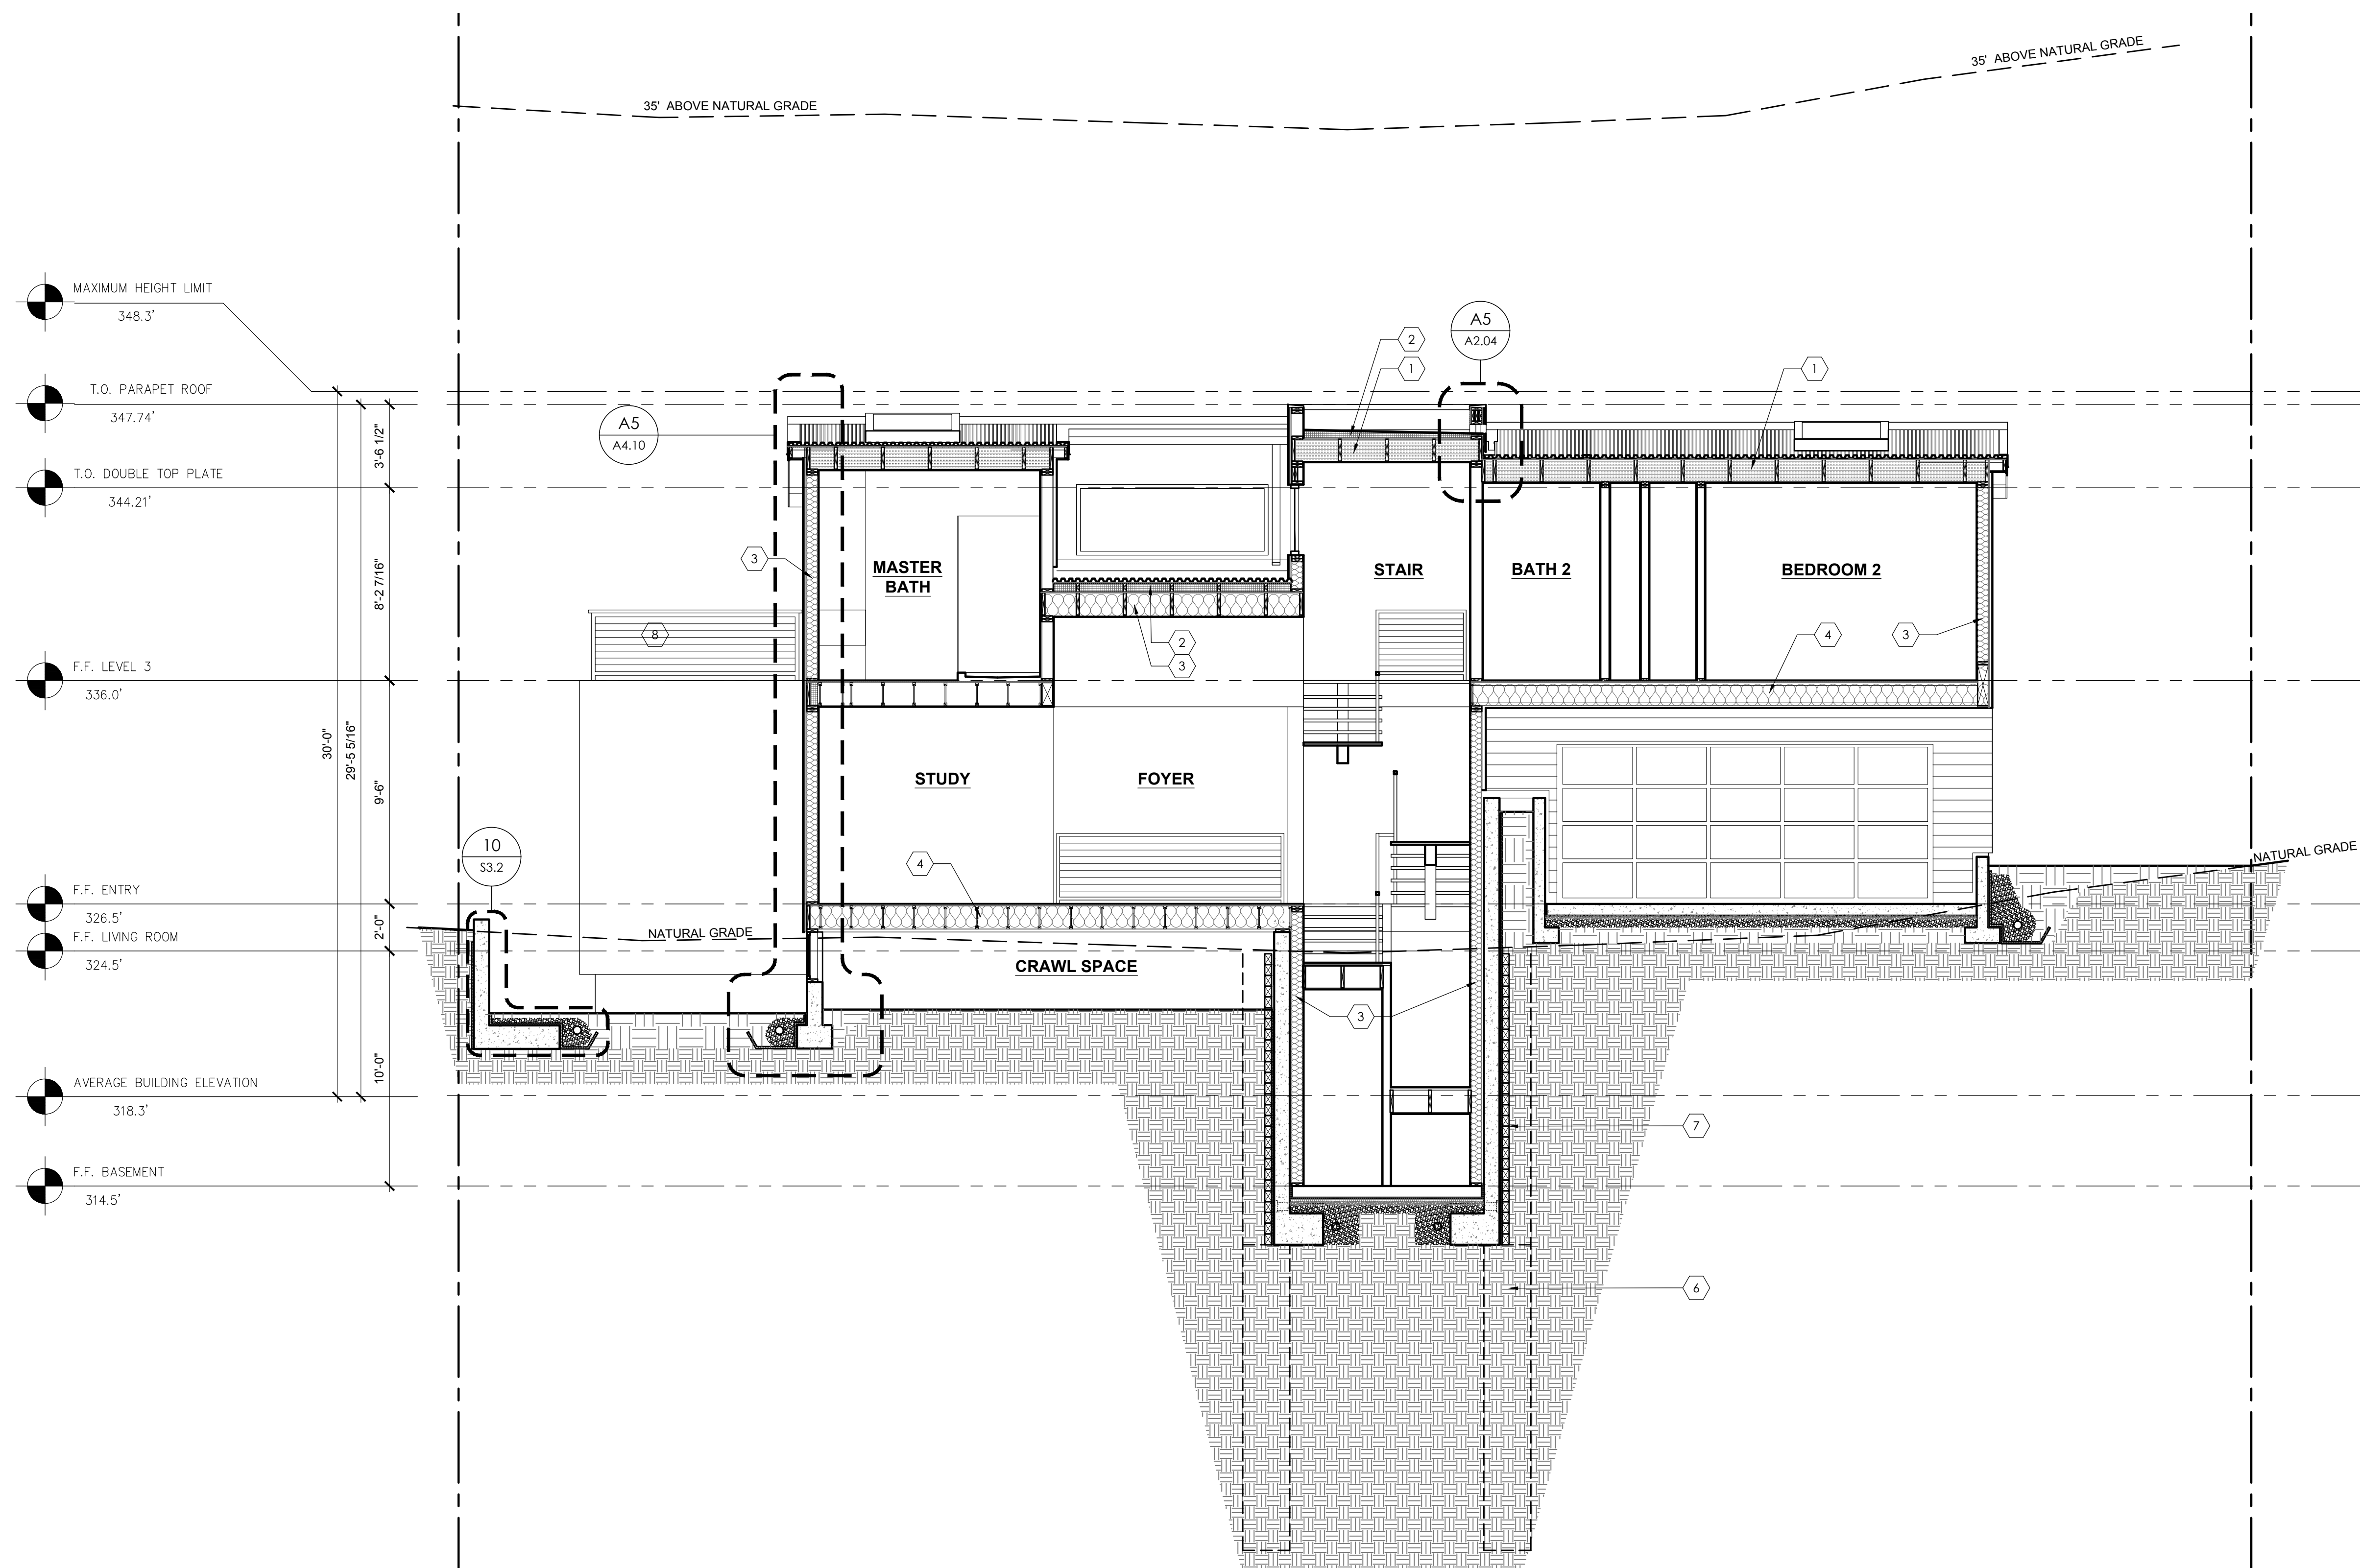 35' ABOVE NATURAL GRADE
35' ABOVE NATURAL GRADE
MAXIMUM HEIGHT LIMIT
348.3'
T.O. PARAPET ROOF
347.74'
T.O. DOUBLE TOP PLATE
344.21'
F.F. LEVEL 3
336.0'
F.F. ENTRY
326.5'
F.F. LIVING ROOM
324.5'
AVERAGE BUILDING ELEVATION
318.3'
F.F. BASEMENT
314.5'
30'-0"
29'-5 5/16"
3'-6 1/2"
8'-2 7/16"
9'-6"
2'-0"
10'-0"
A5
A4.10
A5
A2.04
10
S3.2
2
1
1
3
MASTER
BATH
STAIR
BATH 2
BEDROOM 2
8
2
3
4
3
STUDY
FOYER
4
NATURAL GRADE
NATURAL GRADE
CRAWL SPACE
3
7
6